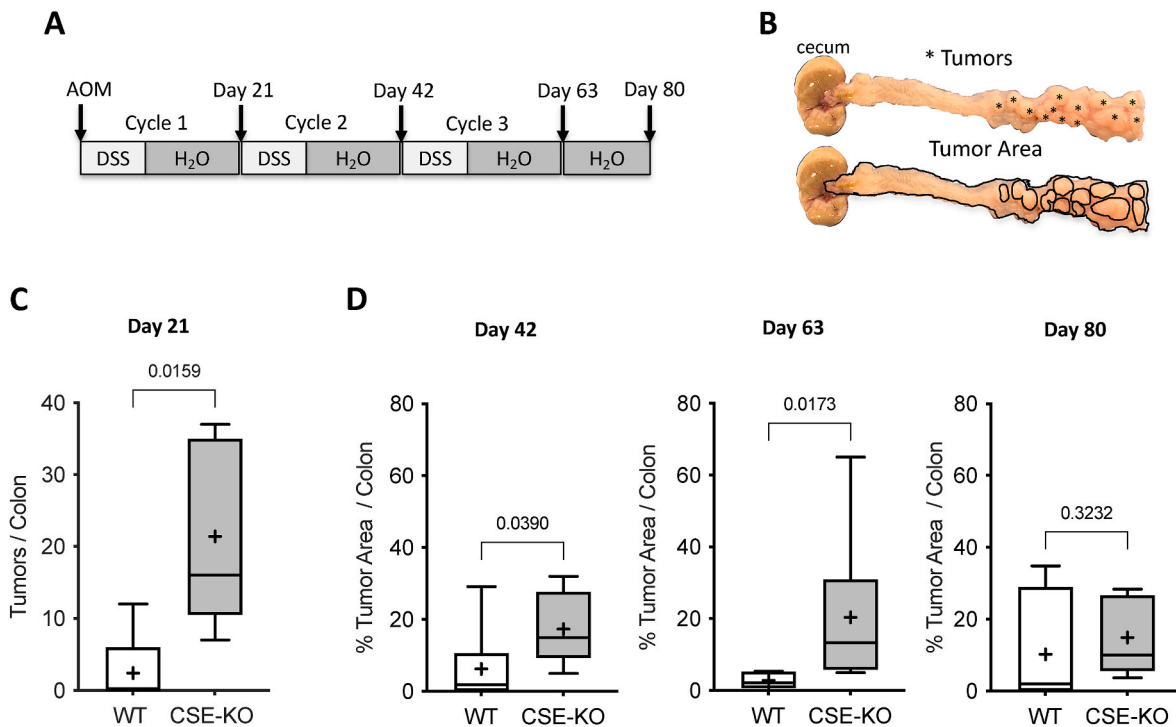 A
AOM
Day 21
Day 42
Day 63
Day 80
Cycle 1
Cycle 2
Cycle 3
DSS
H₂O
DSS
H₂O
DSS
H₂O
H₂O
B
cecum
* Tumors
Tumor Area
C
Day 21
0.0159
Tumors / Colon
40
30
20
10
0
WT
CSE-KO
D
Day 42
0.0390
% Tumor Area / Colon
80
60
40
20
0
WT
CSE-KO
Day 63
0.0173
% Tumor Area / Colon
80
60
40
20
0
WT
CSE-KO
Day 80
0.3232
% Tumor Area / Colon
80
60
40
20
0
WT
CSE-KO